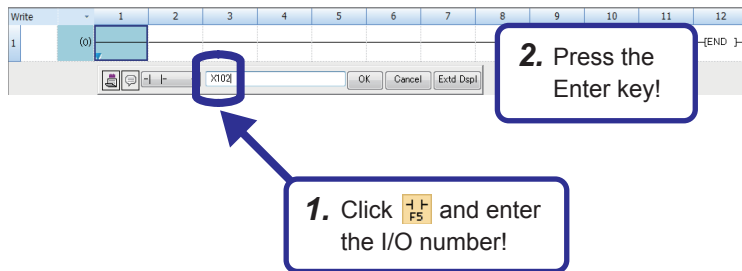 Write 1 2 3 4 5 6 7 8 9 10 11 12
1 (0) END
X102 OK Cancel Extd Dspl
2. Press the
Enter key!
1. Click F5 and enter
the I/O number!